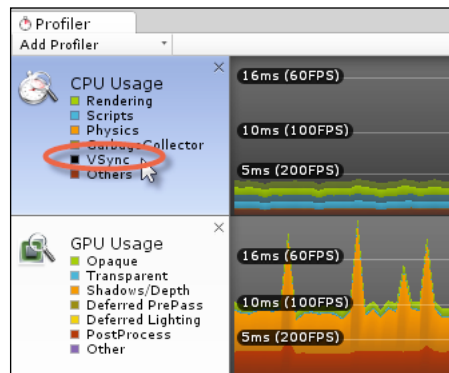 Profiler
Add Profiler
CPU Usage
Rendering
Scripts
Physics
GarbageCollector
VSync
Others
16ms (60FPS)
10ms (100FPS)
5ms (200FPS)
GPU Usage
Opaque
Transparent
Shadows/Depth
Deferred PrePass
Deferred Lighting
PostProcess
Other
16ms (60FPS)
10ms (100FPS)
5ms (200FPS)